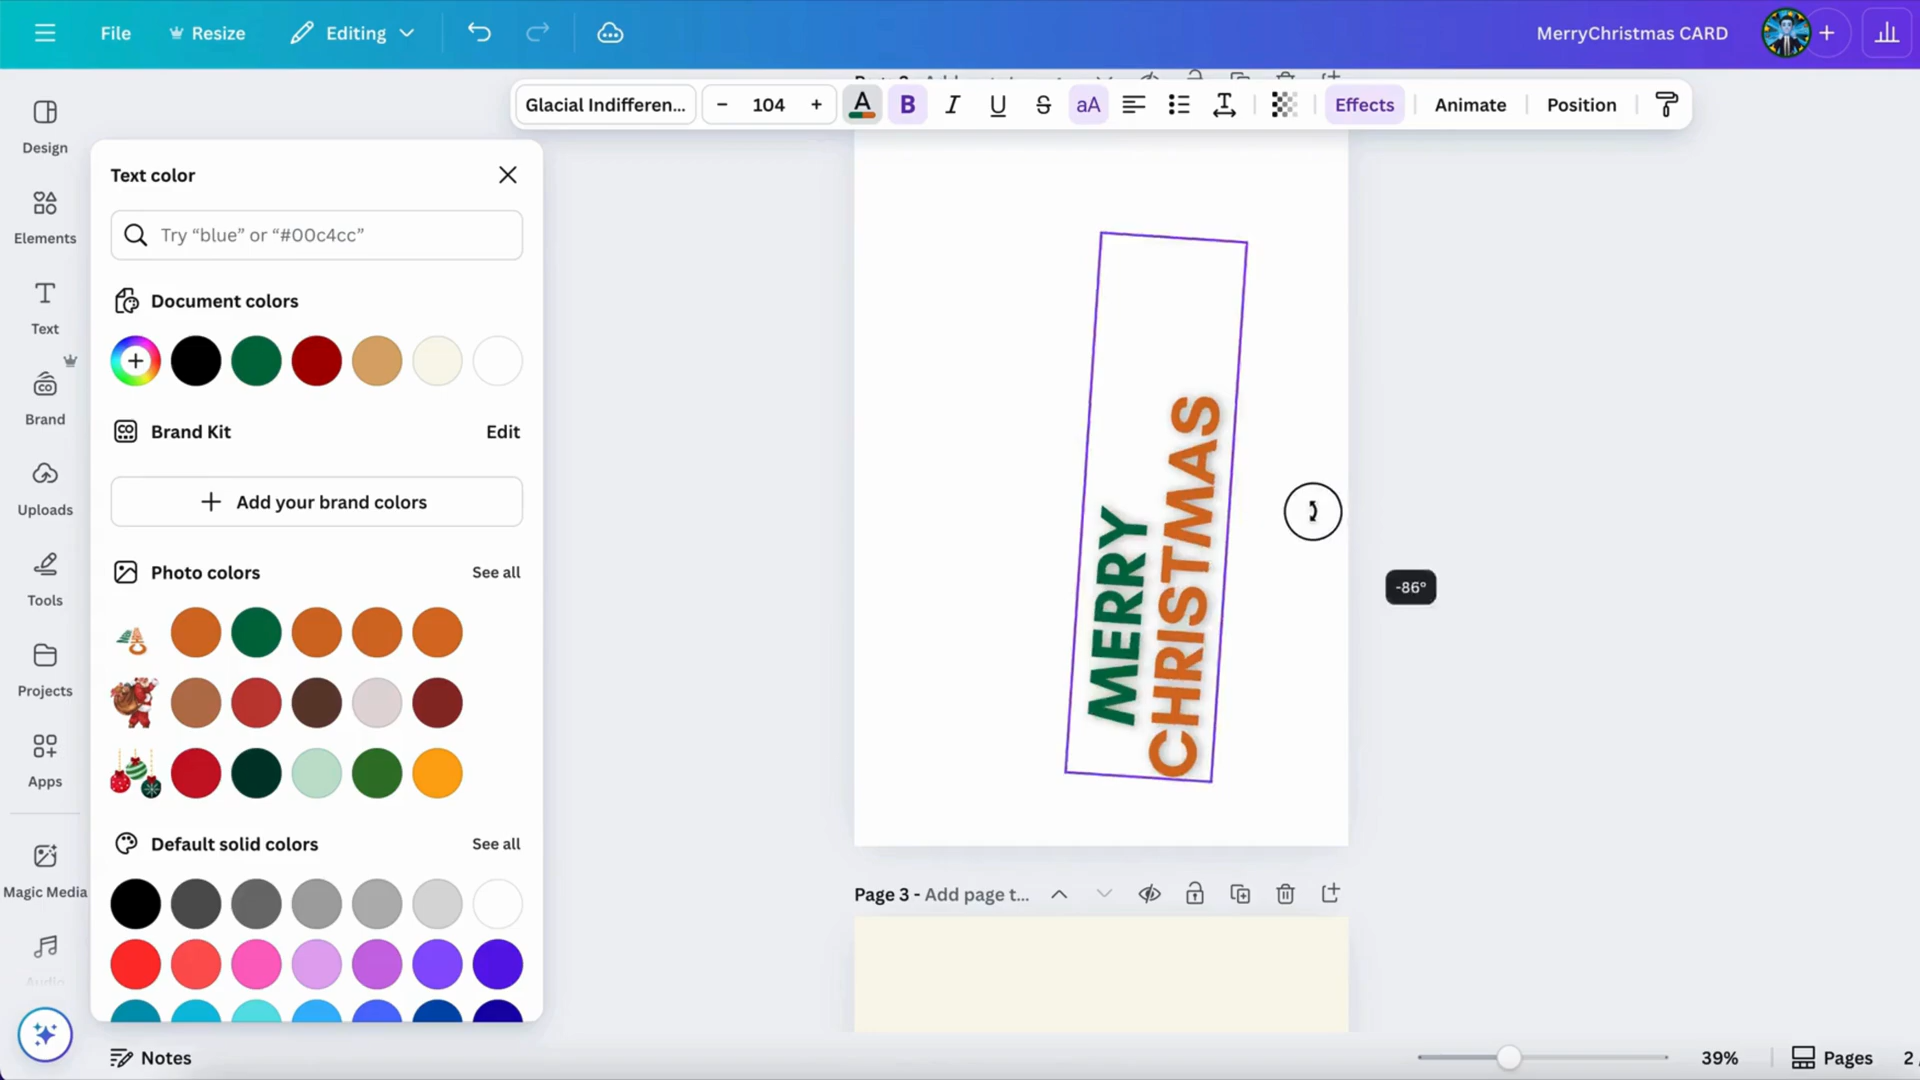 File
Resize
Editing
MerryChristmas CARD
Glacial Indifferen...
- 104 +
A B I U S aA
Effects
Animate
Position
Design
Elements
Text
Brand
Uploads
Tools
Projects
Apps
Magic Media
Audio
Text color
Try “blue” or “#00c4cc”
Document colors
Brand Kit
Edit
+ Add your brand colors
Photo colors
See all
Default solid colors
See all
MERRY
CHRISTMAS
-86°
Page 3 - Add page t...
Notes
39%
Pages
2